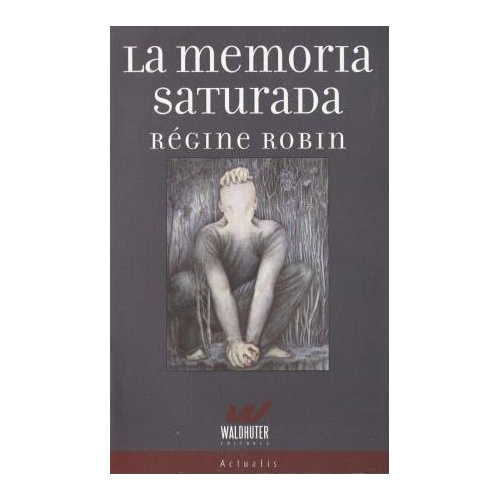 La memoria
saturada
Régine Robin
WALDHUTER
EDITORES
Actualis